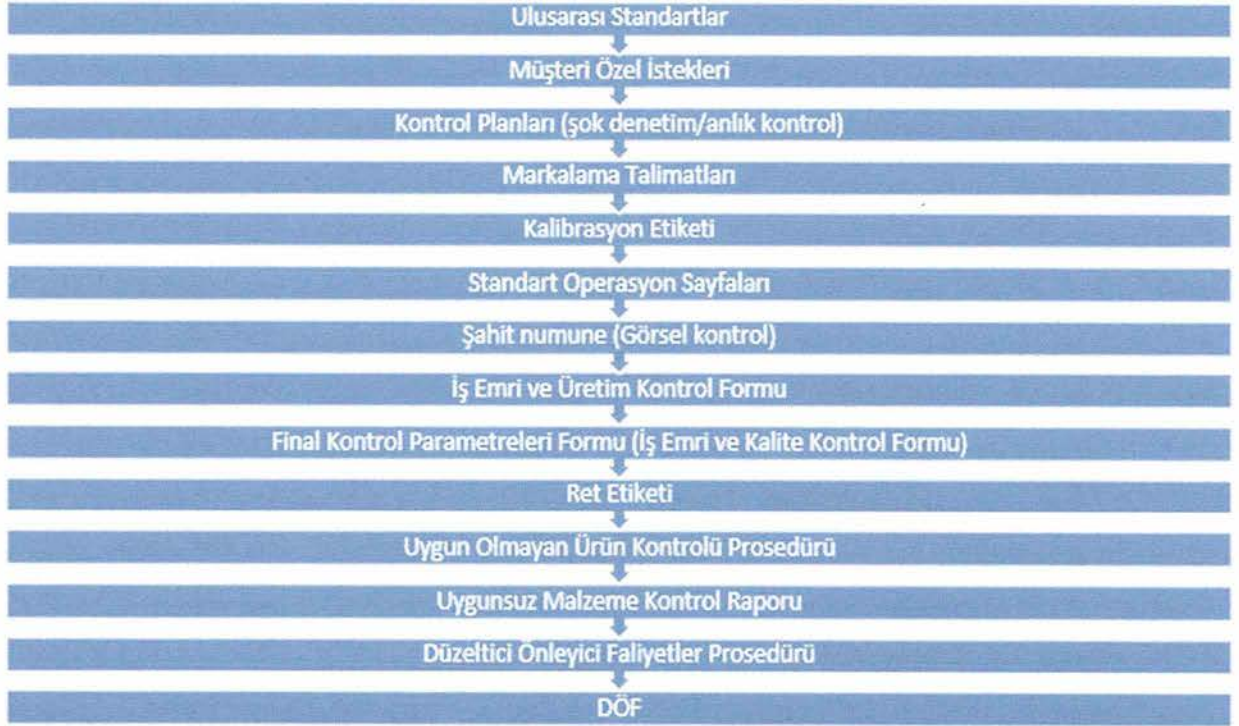 Ulusarası Standartlar
Müşteri Özel İstekleri
Kontrol Planları (şok denetim/anlık kontrol)
Markalama Talimatları
Kalibrasyon Etiketi
Standart Operasyon Sayfaları
Şahit numune (Görsel kontrol)
İş Emri ve Üretim Kontrol Formu
Final Kontrol Parametreleri Formu (İş Emri ve Kalite Kontrol Formu)
Ret Etiketi
Uygun Olmayan Ürün Kontrolü Prosedürü
Uygunsuz Malzeme Kontrol Raporu
Düzeltici Önleyici Faliyetler Prosedürü
DÖF